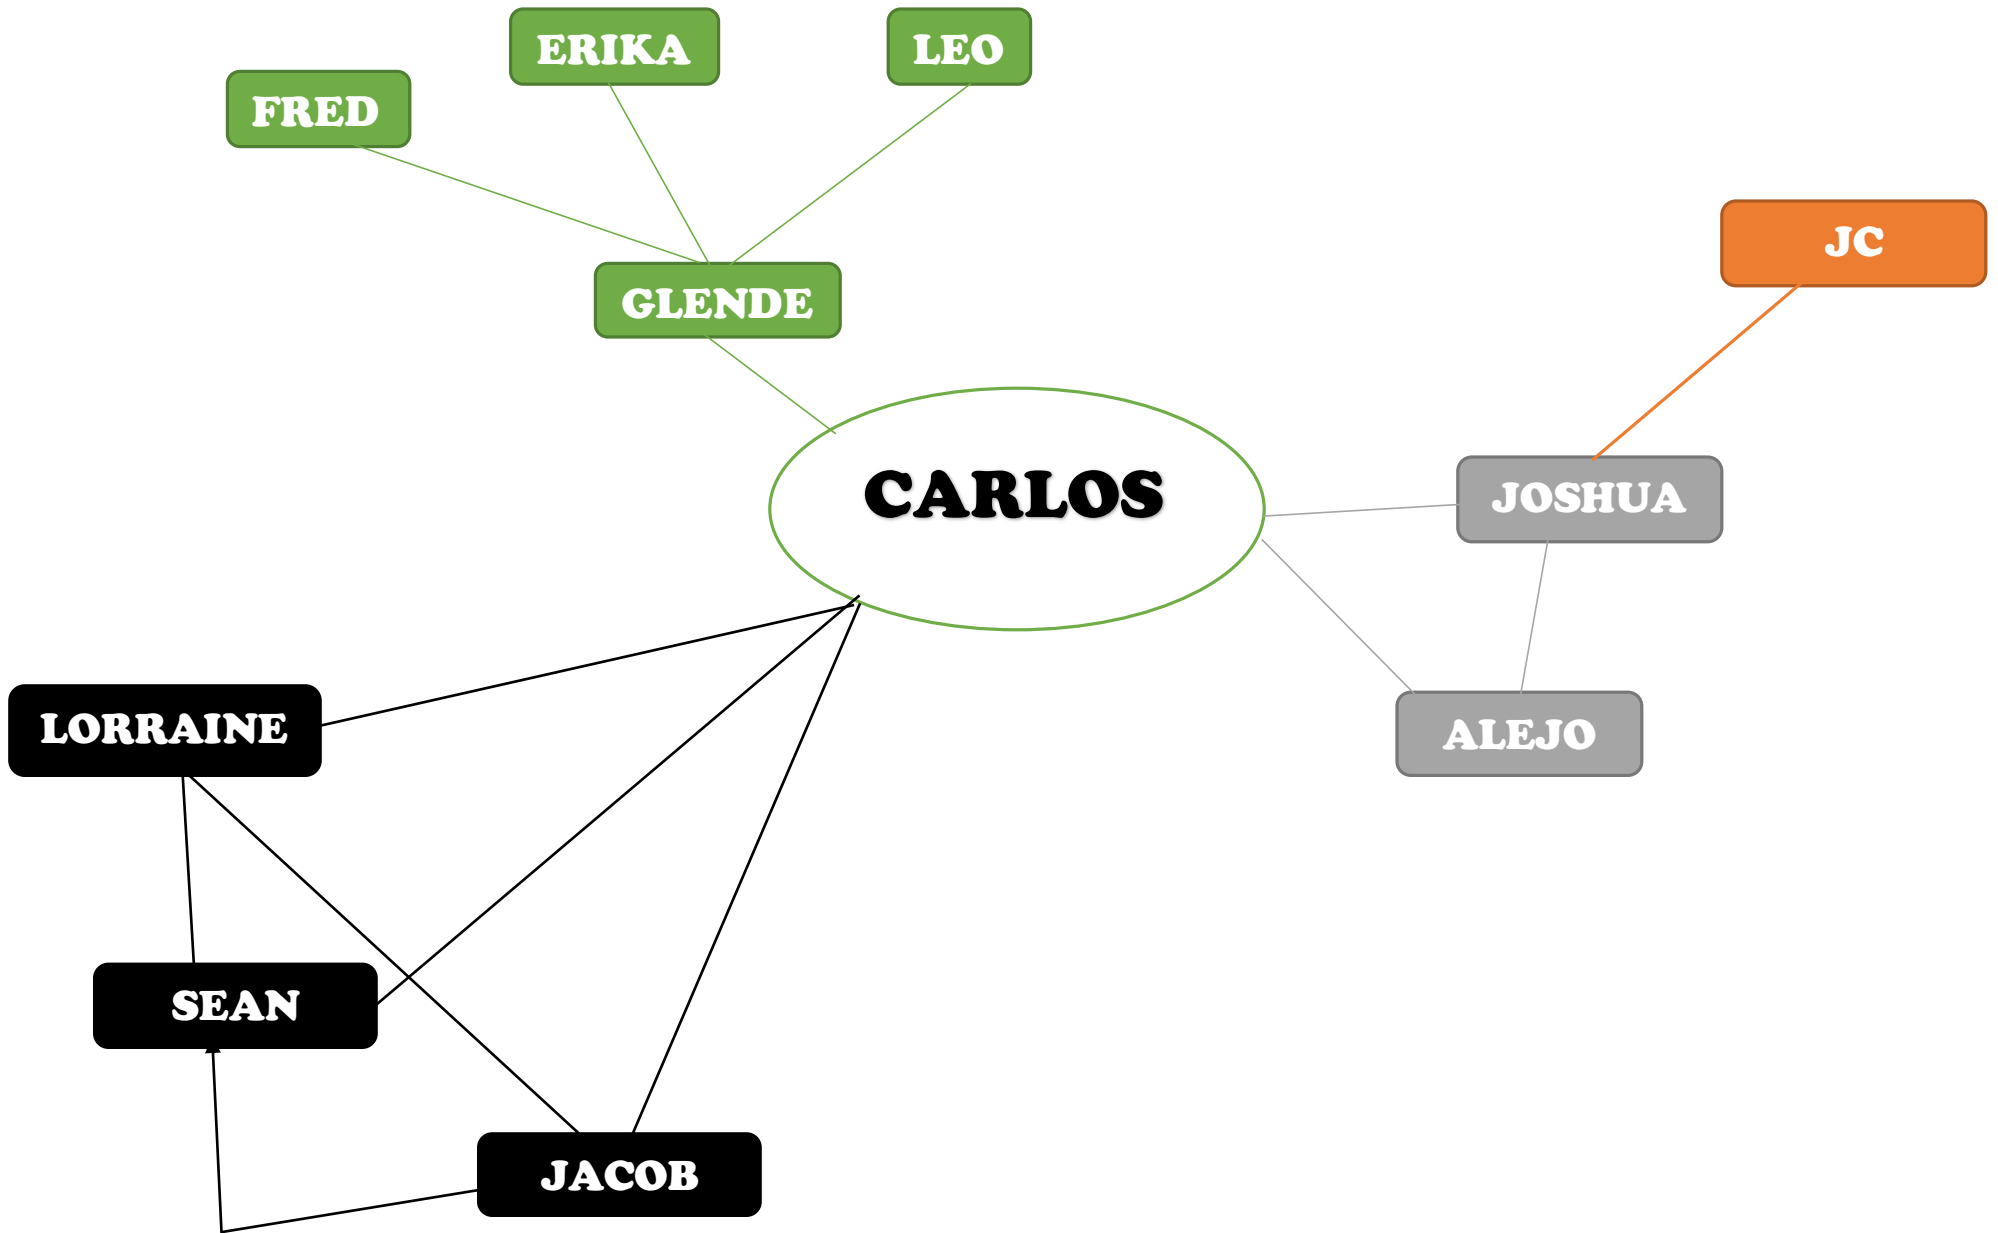 ERIKA
LEO
FRED
JC
GLENDE
CARLOS
JOSHUA
LORRAINE
ALEJO
SEAN
JACOB